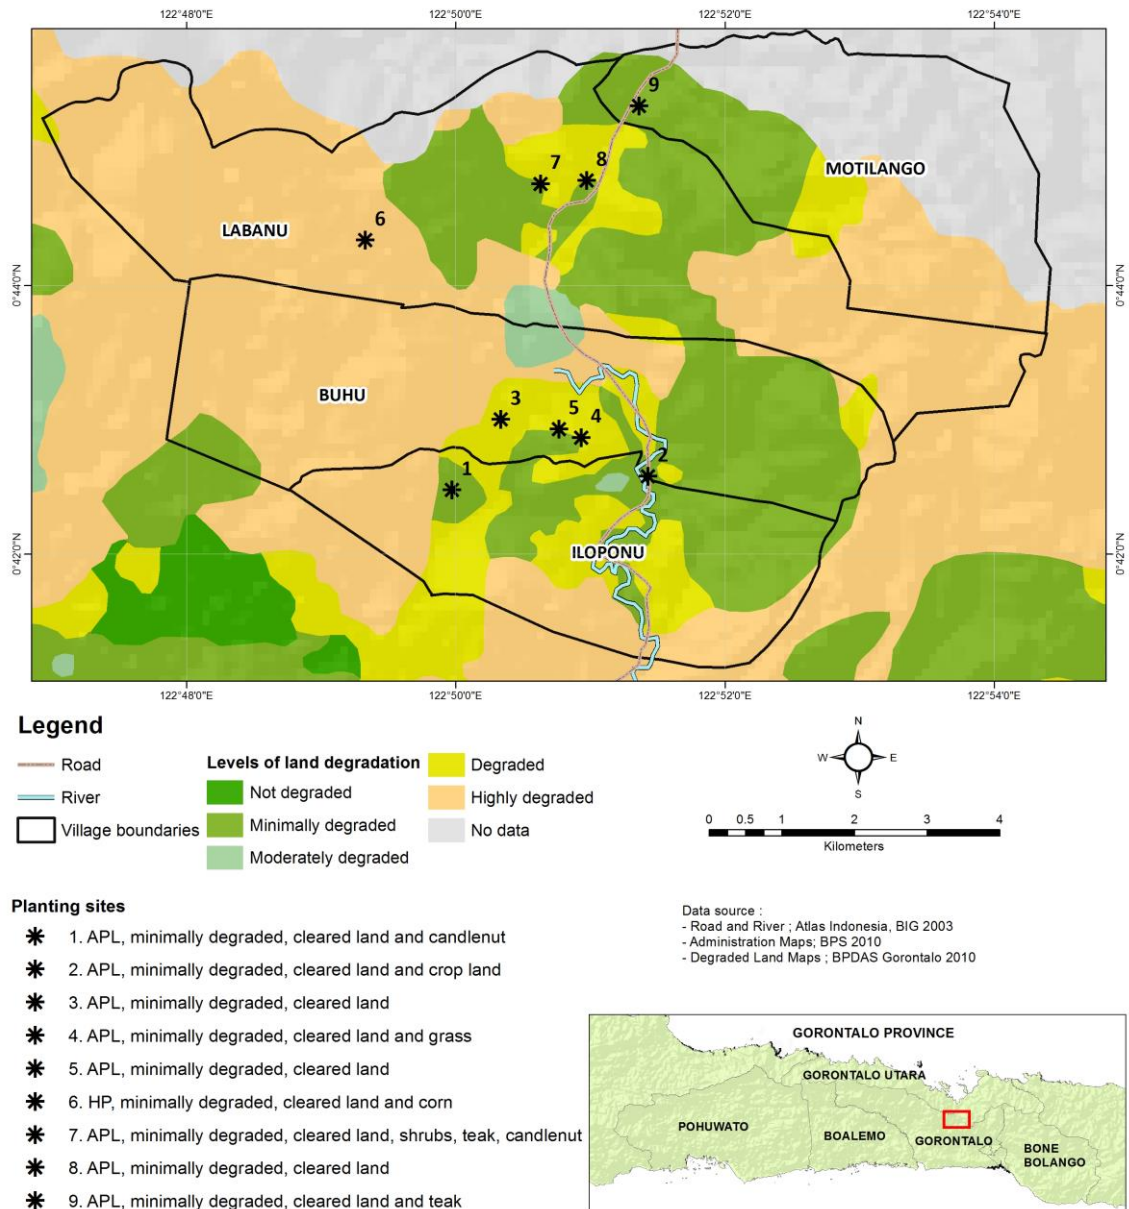 122°48'0"E 122°50'0"E 122°52'0"E 122°54'0"E
9
7 8
MOTILANGO
6
LABANU
0°44'0"N 0°44'0"N
BUHU
3
5 4
1 2
ILOPONU
0°42'0"N 0°42'0"N
122°48'0"E 122°50'0"E 122°52'0"E 122°54'0"E
Legend
Road
River
Village boundaries
Levels of land degradation
Not degraded
Minimally degraded
Moderately degraded
Degraded
Highly degraded
No data
N
W E
S
0 0.5 1 2 3 4
Kilometers
Planting sites
1. APL, minimally degraded, cleared land and candlenut
2. APL, minimally degraded, cleared land and crop land
3. APL, minimally degraded, cleared land
4. APL, minimally degraded, cleared land and grass
5. APL, minimally degraded, cleared land
6. HP, minimally degraded, cleared land and corn
7. APL, minimally degraded, cleared land, shrubs, teak, candlenut
8. APL, minimally degraded, cleared land
9. APL, minimally degraded, cleared land and teak
Data source :
- Road and River ; Atlas Indonesia, BIG 2003
- Administration Maps; BPS 2010
- Degraded Land Maps ; BPDAS Gorontalo 2010
GORONTALO PROVINCE
GORONTALO UTARA
POHUWATO
BOALEMO
GORONTALO
BONE
BOLANGO